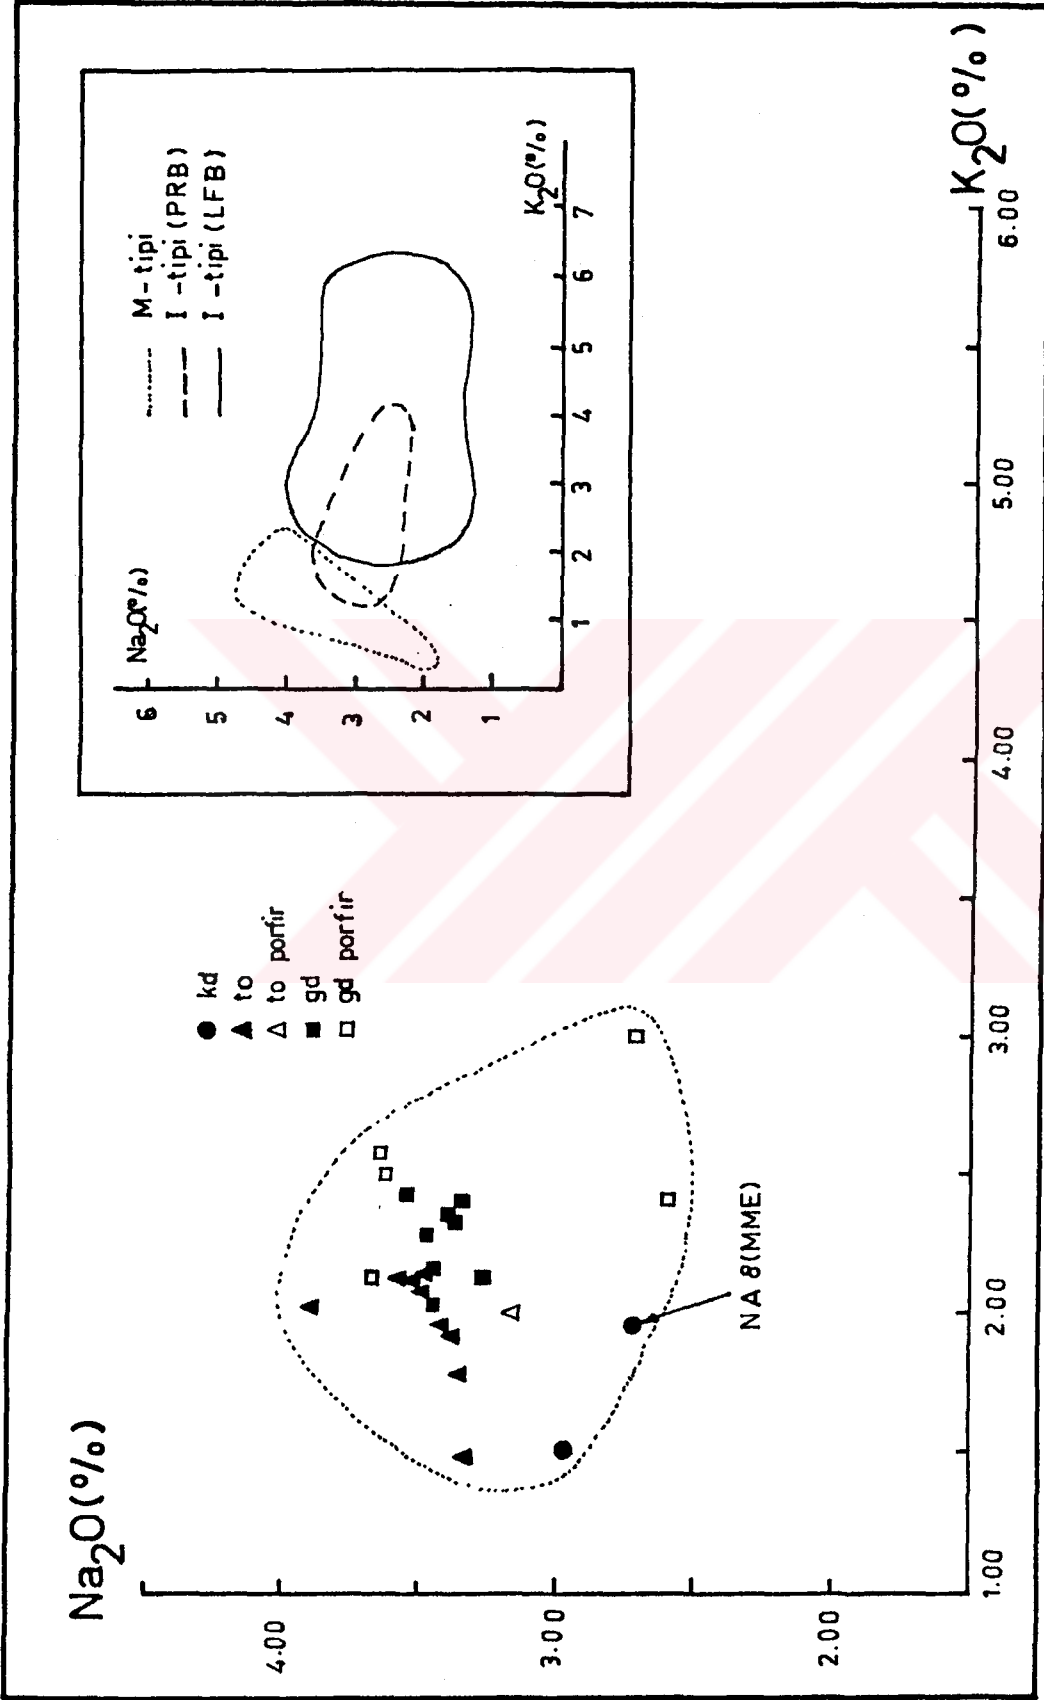 Na₂O(%)
4.00
3.00
2.00
1.00
2.00
3.00
4.00
5.00
6.00
K₂O(%)
kd
to
to porfir
gd
gd porfir
NA 8(MME)
Na₂O(%)
6
5
4
3
2
1
1
2
3
4
5
6
7
K₂O(%)
M-tipi
I-tipi(PRB)
I-tipi(LFB)